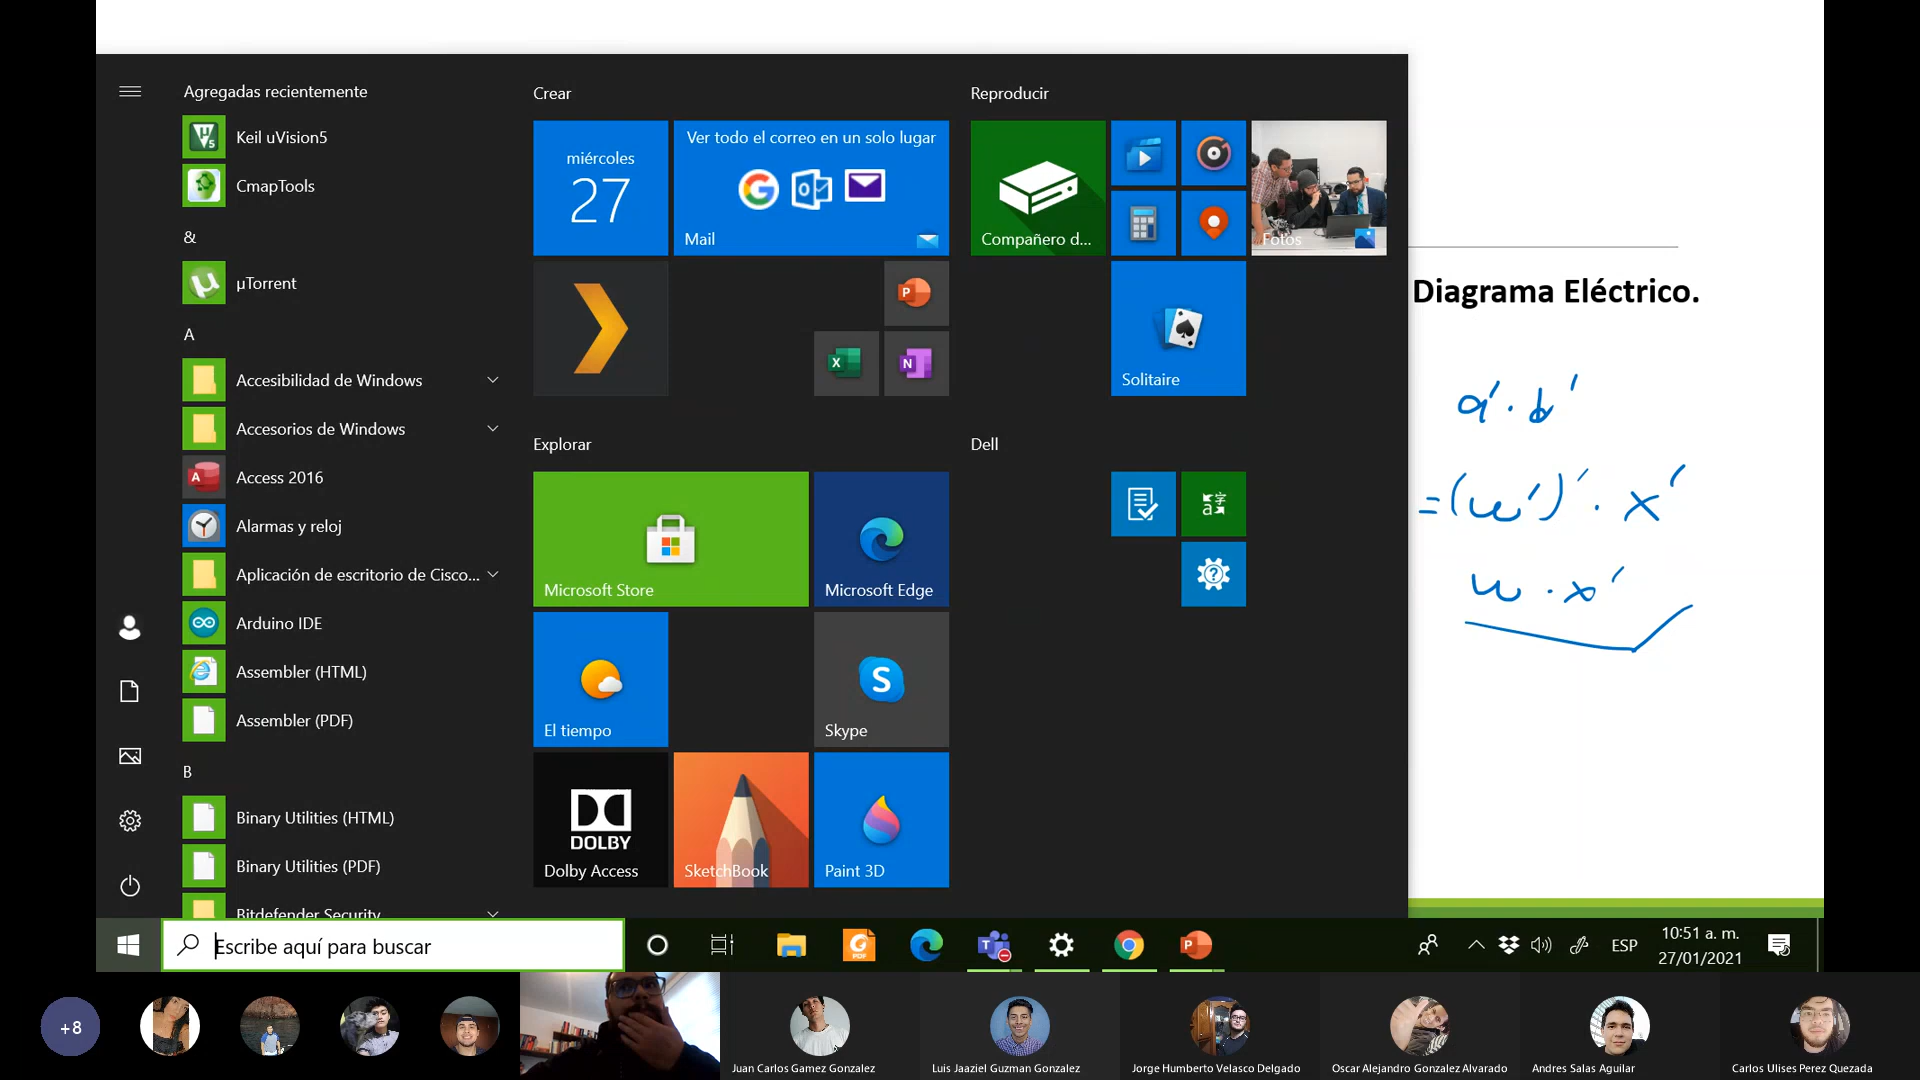 Agregadas recientemente
Keil uVision5
CmapTools
&
µTorrent
A
Accesibilidad de Windows
Accesorios de Windows
Access 2016
Alarmas y reloj
Aplicación de escritorio de Cisco...
Arduino IDE
Assembler (HTML)
Assembler (PDF)
B
Binary Utilities (HTML)
Binary Utilities (PDF)
Bitdefender Security
Crear
miércoles
27
Ver todo el correo en un solo lugar
Mail
Explorar
Microsoft Store
Microsoft Edge
El tiempo
Skype
DOLBY
Dolby Access
SketchBook
Paint 3D
Reproducir
Compañero d...
Fotos
Solitaire
Dell
Diagrama Eléctrico.
a' · b'
= (w')' · x'
w · x'
Escribe aquí para buscar
ESP
10:51 a. m.
27/01/2021
+8
Juan Carlos Gamez Gonzalez
Luis Jaaziel Guzman Gonzalez
Jorge Humberto Velasco Delgado
Oscar Alejandro Gonzalez Alvarado
Andres Salas Aguilar
Carlos Ulises Perez Quezada